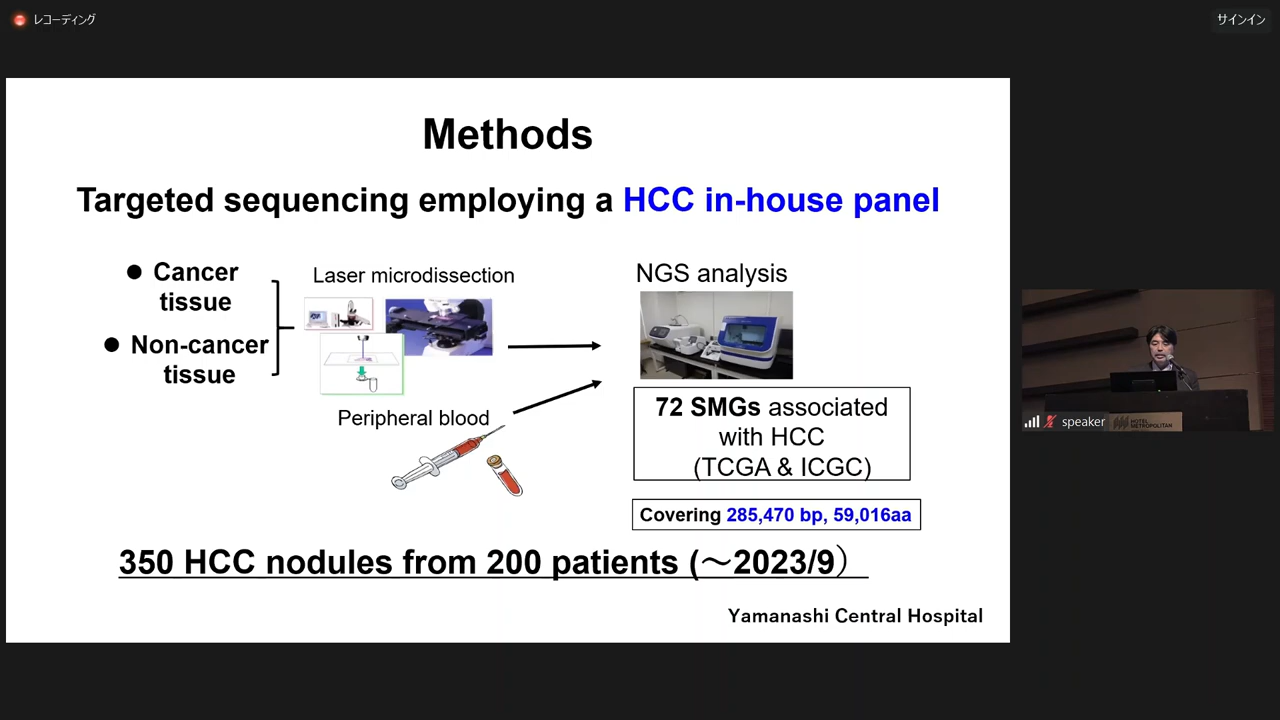 レコーディング
サインイン
Methods
Targeted sequencing employing a HCC in-house panel
● Cancer
tissue
● Non-cancer
tissue
Laser microdissection
Peripheral blood
NGS analysis
72 SMGs associated
with HCC
(TCGA & ICGC)
Covering 285,470 bp, 59,016aa
350 HCC nodules from 200 patients (～2023/9）
Yamanashi Central Hospital
speaker
HOTEL
METROPOLITAN